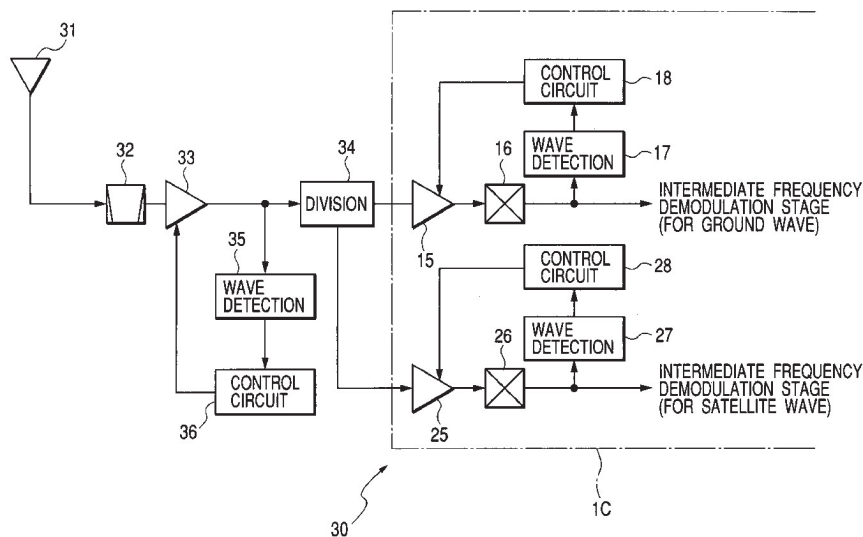 31
32
33
34
DIVISION
35
WAVE
DETECTION
CONTROL
CIRCUIT
36
CONTROL
CIRCUIT
18
16
WAVE
DETECTION
17
15
INTERMEDIATE FREQUENCY
DEMODULATION STAGE
(FOR GROUND WAVE)
CONTROL
CIRCUIT
28
26
WAVE
DETECTION
27
25
INTERMEDIATE FREQUENCY
DEMODULATION STAGE
(FOR SATELLITE WAVE)
30
1C